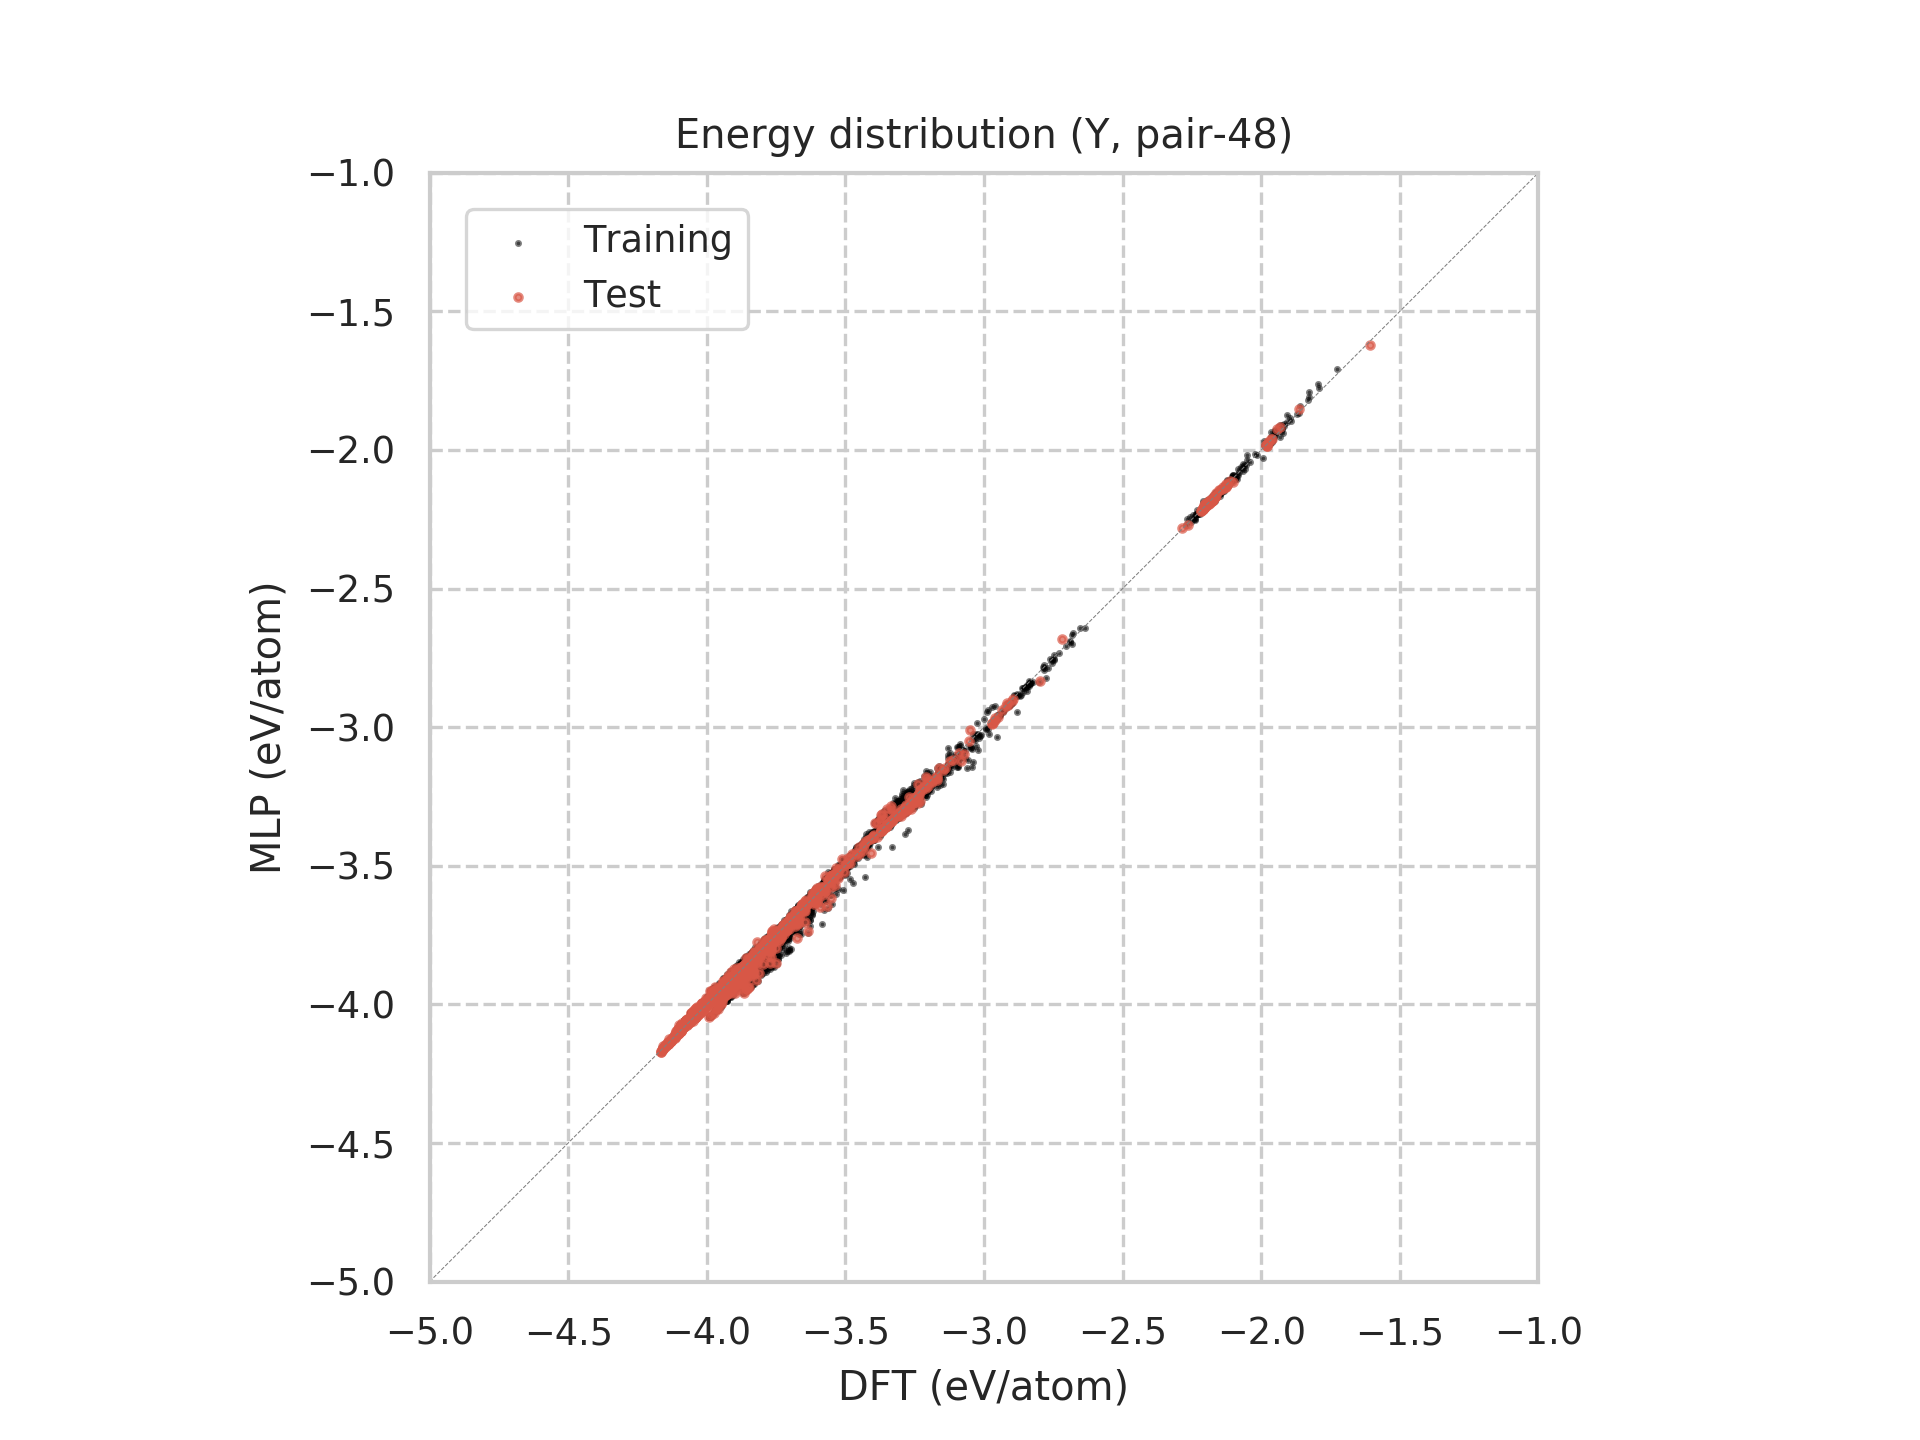 Energy distribution (Y, pair-48)
−1.0
−1.5
−2.0
−2.5
−3.0
−3.5
−4.0
−4.5
−5.0
MLP (eV/atom)
Training
Test
−5.0 −4.5 −4.0 −3.5 −3.0 −2.5 −2.0 −1.5 −1.0
DFT (eV/atom)